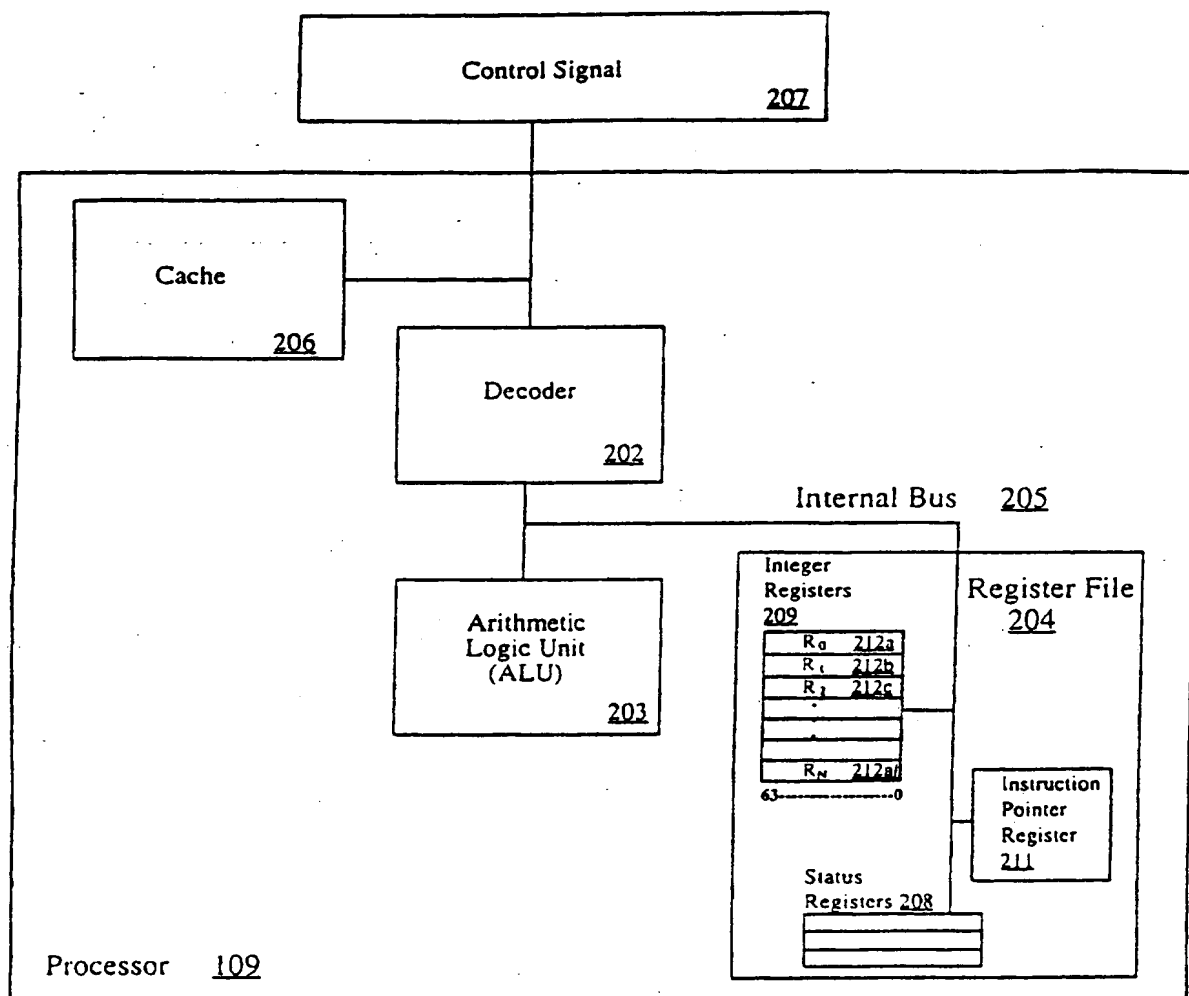 Control Signal
207
Cache
206
Decoder
202
Internal Bus 205
Arithmetic
Logic Unit
(ALU)
203
Integer
Registers
209
Register File
204
R0 212a
R1 212b
R2 212c
RN 212af
63------------------0
Instruction
Pointer
Register
211
Status
Registers 208
Processor 109